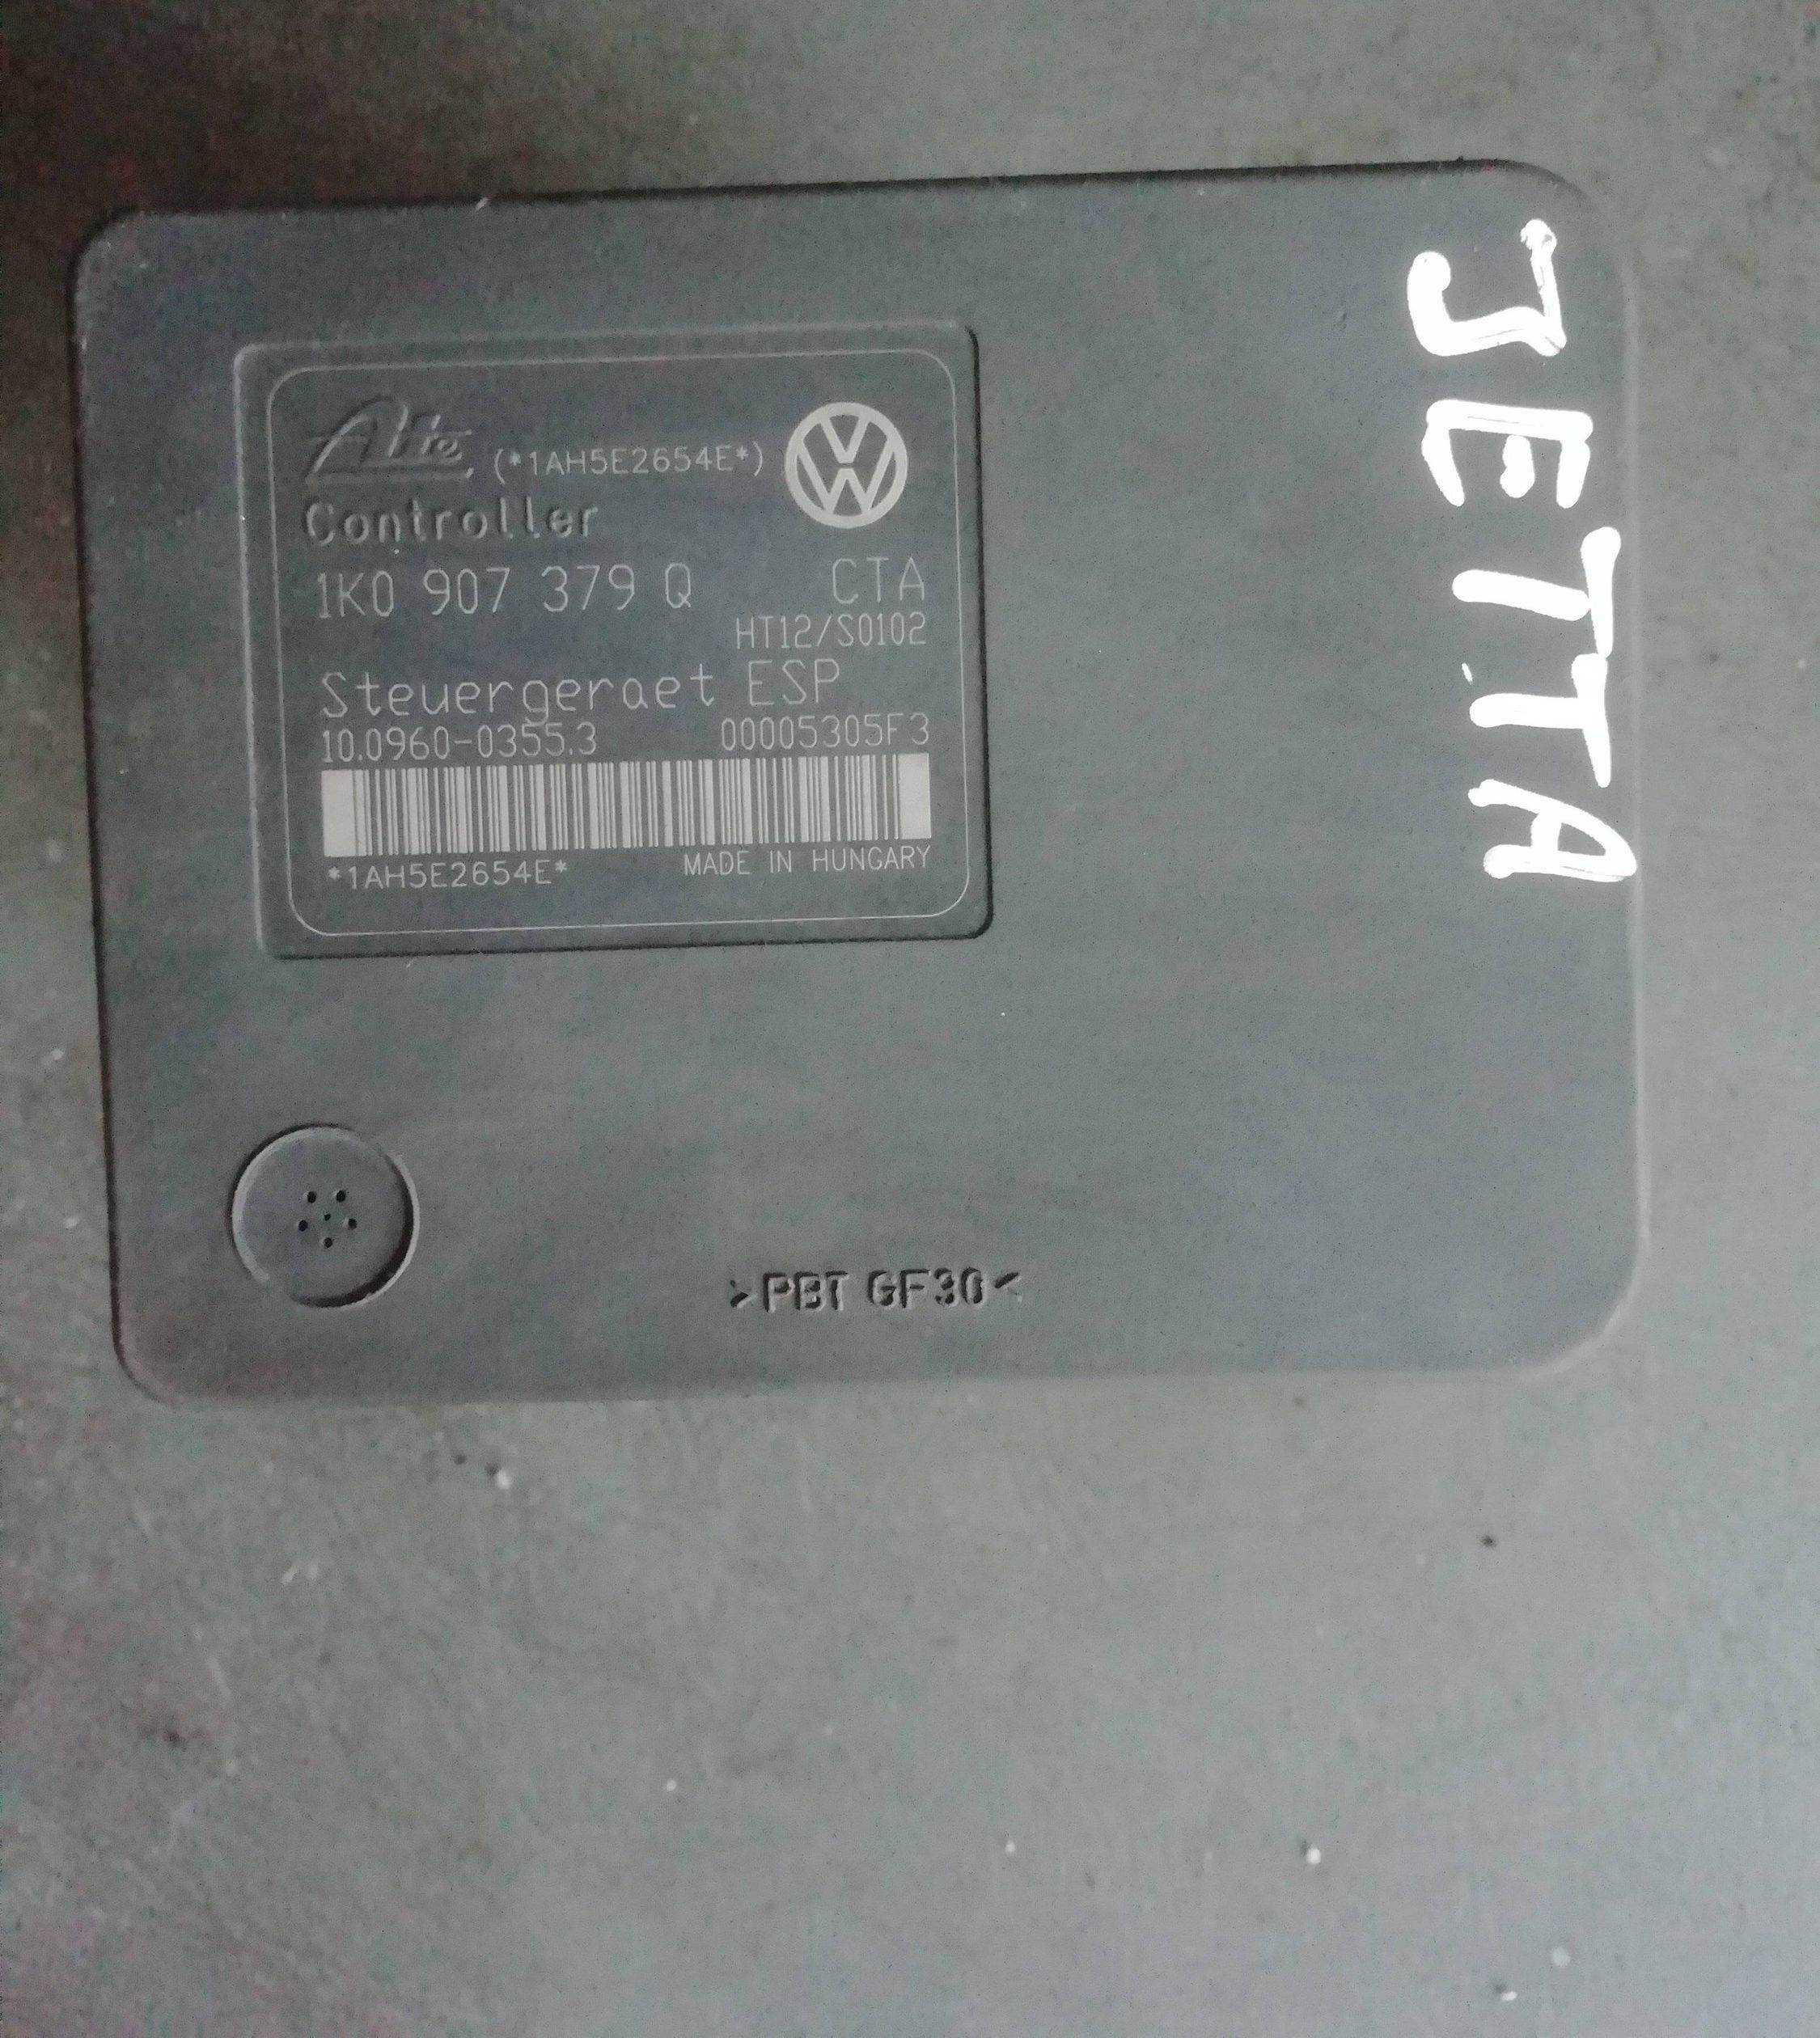 Ate (*1AH5E2654E*)
Controller
1K0 907 379 Q CTA
HT12/S0102
Steuergeraet ESP
10.0960-0355.3 00005305F3
*1AH5E2654E* MADE IN HUNGARY
>PBT GF30<
JETTA